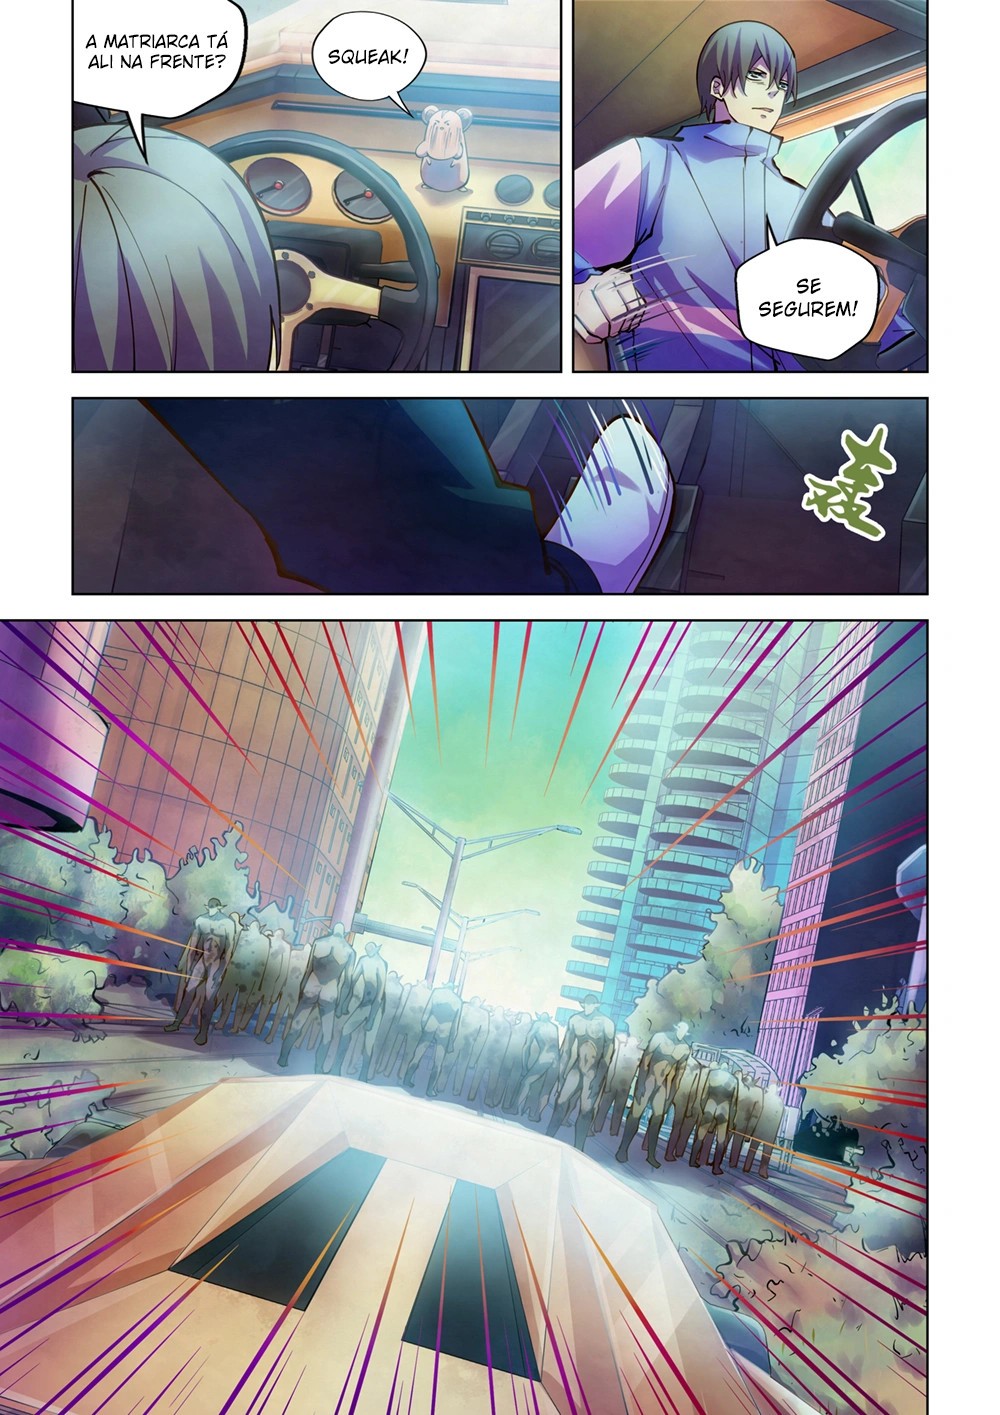 A MATRIARCA TÁ
ALI NA FRENTE?
SQUEAK!
SE
SEGUREM!